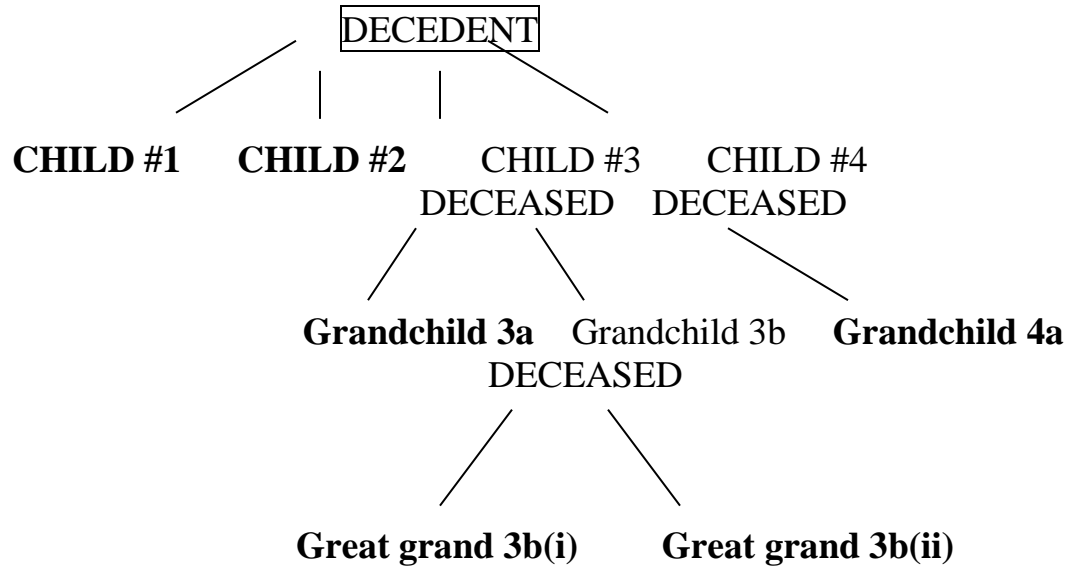 DECEDENT
CHILD #1 CHILD #2 CHILD #3 CHILD #4
DECEASED DECEASED
Grandchild 3a Grandchild 3b Grandchild 4a
DECEASED
Great grand 3b(i) Great grand 3b(ii)